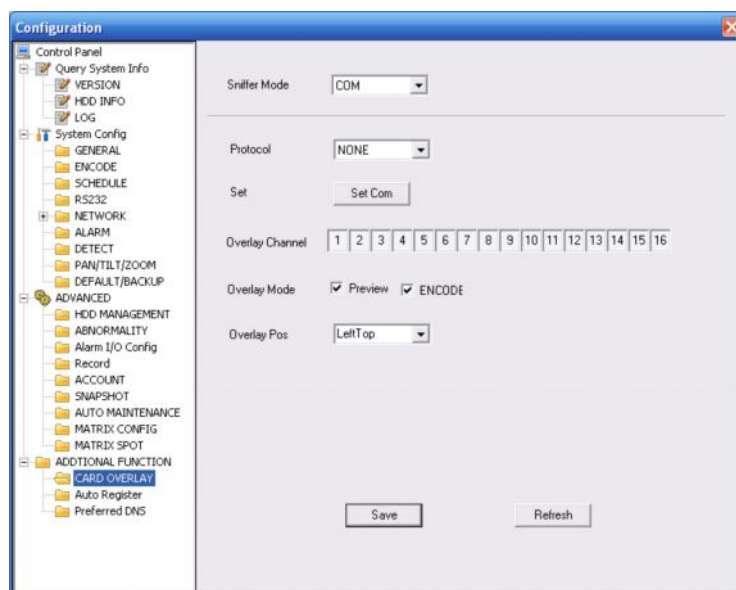 Configuration
Control Panel
Query System Info
VERSION
HDD INFO
LOG
System Config
GENERAL
ENCODE
SCHEDULE
RS232
NETWORK
ALARM
DETECT
PAN/TILT/ZOOM
DEFAULT/BACKUP
ADVANCED
HDD MANAGEMENT
ABNORMALITY
Alarm I/O Config
Record
ACCOUNT
SNAPSHOT
AUTO MAINTENANCE
MATRIX CONFIG
MATRIX SPOT
ADDTIONAL FUNCTION
CARD OVERLAY
Auto Register
Preferred DNS
Sniffer Mode COM
Protocol NONE
Set Set Com
Overlay Channel 1 2 3 4 5 6 7 8 9 10 11 12 13 14 15 16
Overlay Mode Preview ENCODE
Overlay Pos LeftTop
Save Refresh